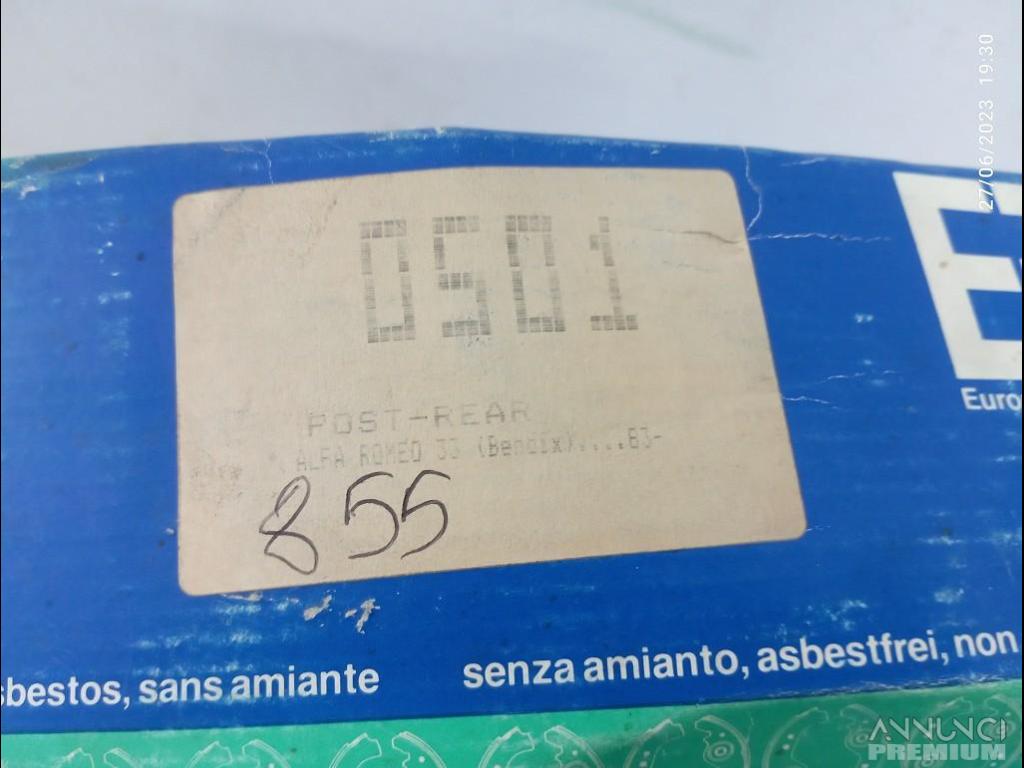 27/06/2023 19:30
0501
POST-REAR
ALFA ROMEO 33 (Bendix)....83-
855
Euro
sbestos, sans amiante
senza amianto, asbestfrei, non
ANNUNCI
PREMIUM